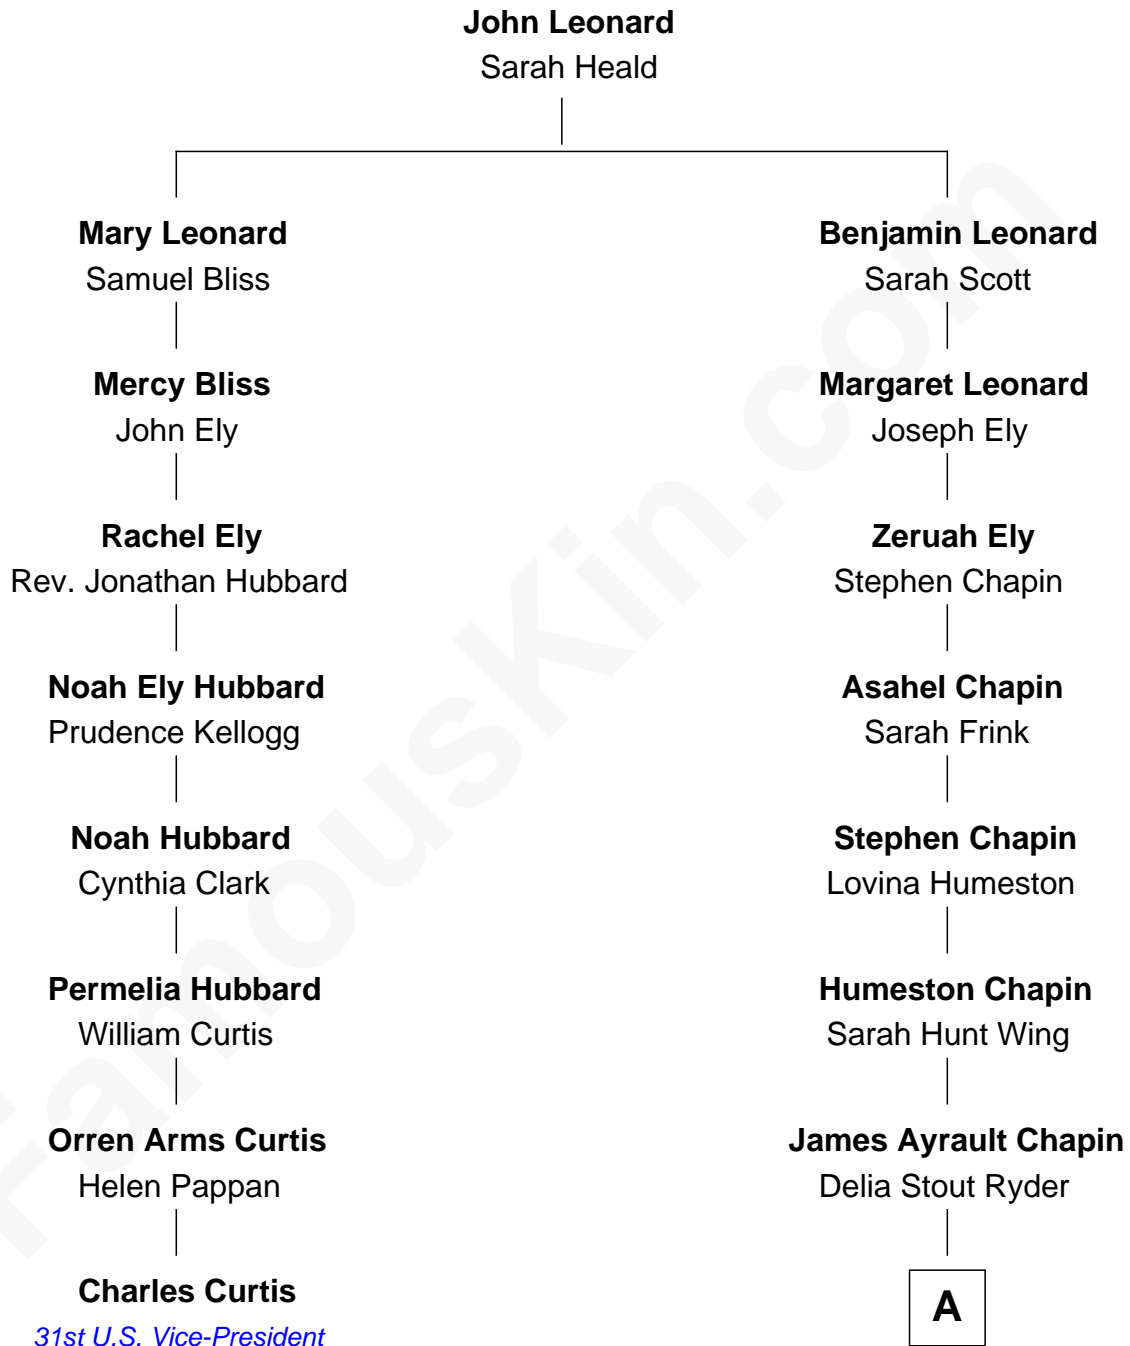 John Leonard
Sarah Heald
Mary Leonard
Samuel Bliss
Benjamin Leonard
Sarah Scott
Mercy Bliss
John Ely
Margaret Leonard
Joseph Ely
Rachel Ely
Rev. Jonathan Hubbard
Zeruah Ely
Stephen Chapin
Noah Ely Hubbard
Prudence Kellogg
Asahel Chapin
Sarah Frink
Noah Hubbard
Cynthia Clark
Stephen Chapin
Lovina Humeston
Permelia Hubbard
William Curtis
Humeston Chapin
Sarah Hunt Wing
Orren Arms Curtis
Helen Pappan
James Ayrault Chapin
Delia Stout Ryder
Charles Curtis
31st U.S. Vice-President
A
FamousKin.com